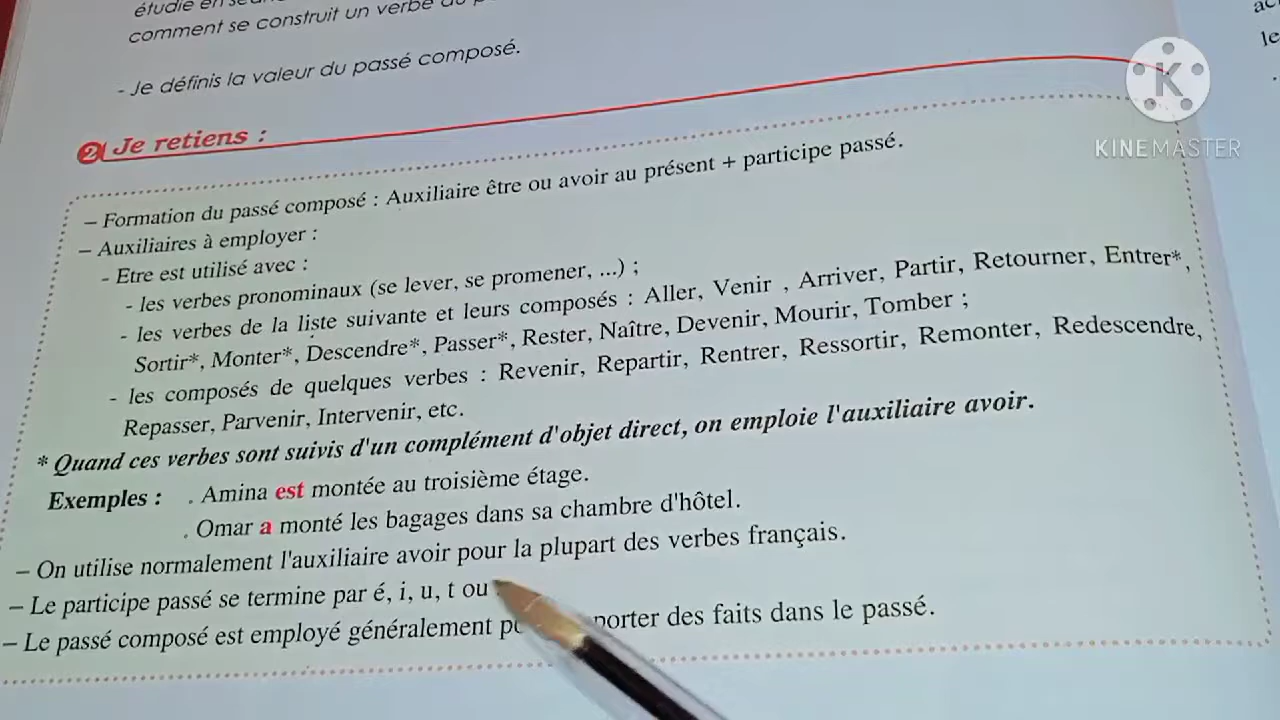 étudie en
comment se construit un verbe au
- Je définis la valeur du passé composé.
2 Je retiens :
– Formation du passé composé : Auxiliaire être ou avoir au présent + participe passé.
– Auxiliaires à employer :
- Etre est utilisé avec :
- les verbes pronominaux (se lever, se promener, ...) ;
- les verbes de la liste suivante et leurs composés : Aller, Venir , Arriver, Partir, Retourner, Entrer*,
Sortir*, Monter*, Descendre*, Passer*, Rester, Naître, Devenir, Mourir, Tomber ;
- les composés de quelques verbes : Revenir, Repartir, Rentrer, Ressortir, Remonter, Redescendre,
Repasser, Parvenir, Intervenir, etc.
* Quand ces verbes sont suivis d'un complément d'objet direct, on emploie l'auxiliaire avoir.
Exemples : . Amina est montée au troisième étage.
. Omar a monté les bagages dans sa chambre d'hôtel.
– On utilise normalement l'auxiliaire avoir pour la plupart des verbes français.
– Le participe passé se termine par é, i, u, t ou
– Le passé composé est employé généralement des faits dans le passé.
le
K
KINEMASTER